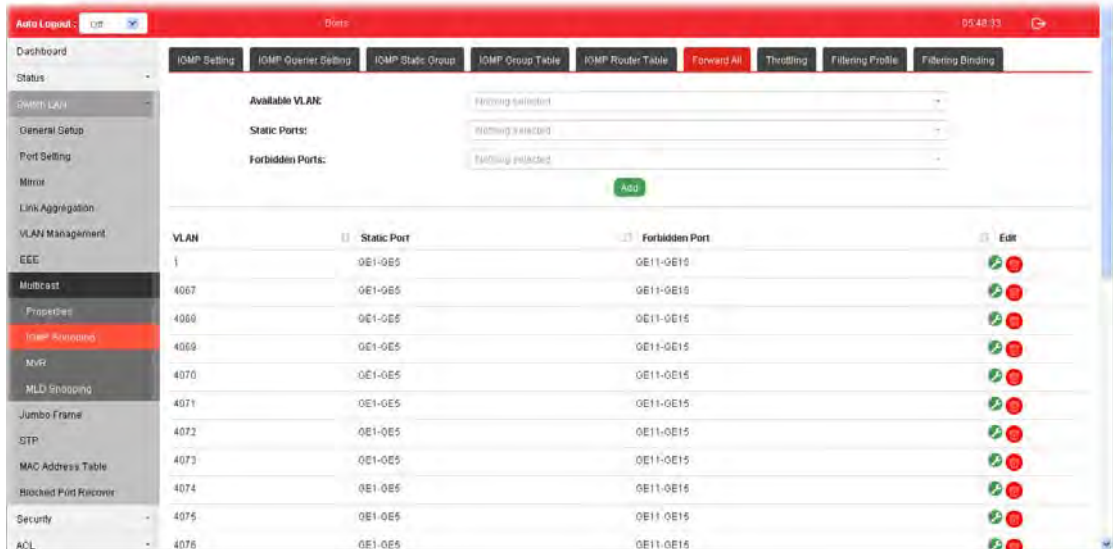 Auto Logout : Off 05:48:33
Dashboard
Status
Switch LAN
General Setup
Port Setting
Mirror
Link Aggregation
VLAN Management
EEE
Multicast
Properties
IGMP Snooping
MVR
MLD Snooping
Jumbo Frame
STP
MAC Address Table
Blocked Port Recover
Security
ACL
IGMP Setting IGMP Querier Setting IGMP Static Group IGMP Group Table IGMP Router Table Forward All Throttling Filtering Profile Filtering Binding
Available VLAN: Nothing selected
Static Ports: Nothing selected
Forbidden Ports: Nothing selected
Add
VLAN Static Port Forbidden Port Edit
1 GE1-GE5 GE11-GE15
4067 GE1-GE5 GE11-GE15
4068 GE1-GE5 GE11-GE15
4069 GE1-GE5 GE11-GE15
4070 GE1-GE5 GE11-GE15
4071 GE1-GE5 GE11-GE15
4072 GE1-GE5 GE11-GE15
4073 GE1-GE5 GE11-GE15
4074 GE1-GE5 GE11-GE15
4075 GE1-GE5 GE11-GE15
4076 GE1-GE5 GE11-GE15